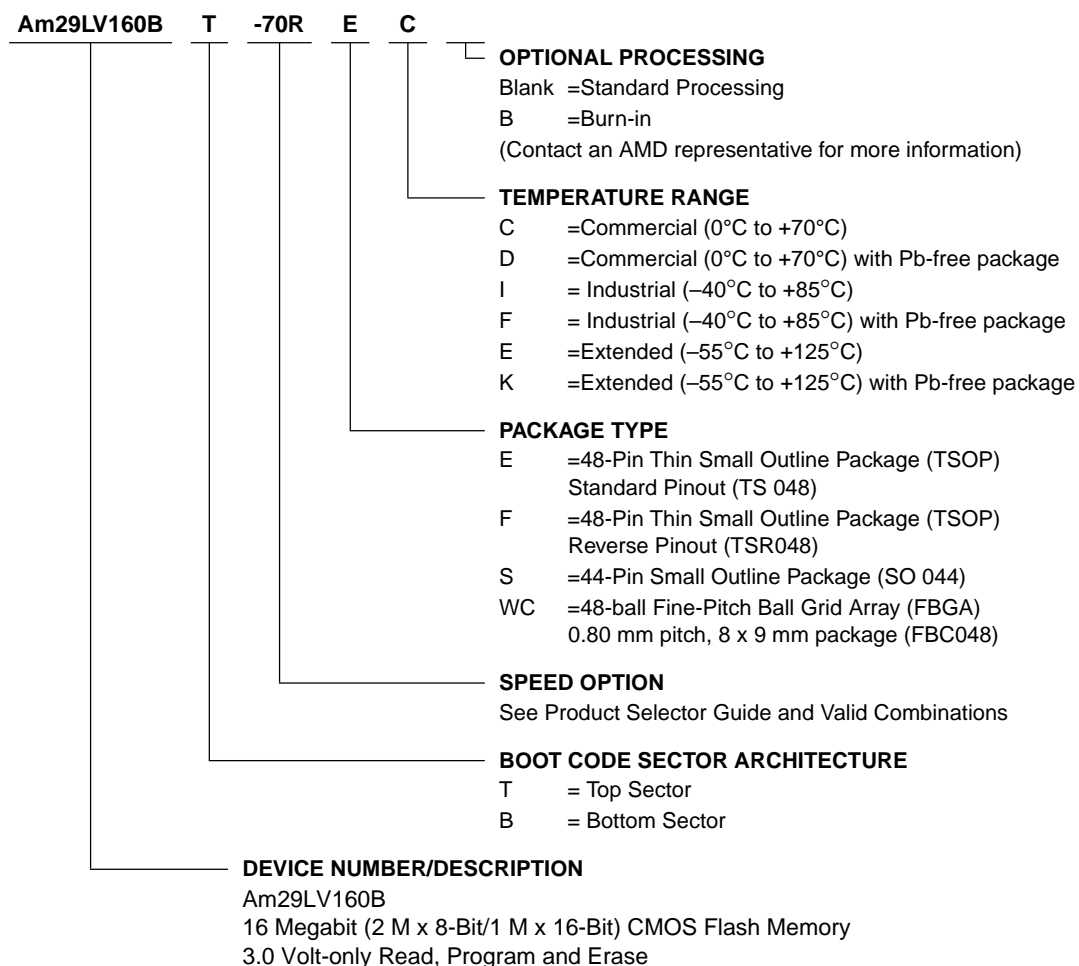 Am29LV160B T -70R E C
OPTIONAL PROCESSING
Blank =Standard Processing
B =Burn-in
(Contact an AMD representative for more information)
TEMPERATURE RANGE
C =Commercial (0°C to +70°C)
D =Commercial (0°C to +70°C) with Pb-free package
I = Industrial (–40°C to +85°C)
F = Industrial (–40°C to +85°C) with Pb-free package
E =Extended (–55°C to +125°C)
K =Extended (–55°C to +125°C) with Pb-free package
PACKAGE TYPE
E =48-Pin Thin Small Outline Package (TSOP)
Standard Pinout (TS 048)
F =48-Pin Thin Small Outline Package (TSOP)
Reverse Pinout (TSR048)
S =44-Pin Small Outline Package (SO 044)
WC =48-ball Fine-Pitch Ball Grid Array (FBGA)
0.80 mm pitch, 8 x 9 mm package (FBC048)
SPEED OPTION
See Product Selector Guide and Valid Combinations
BOOT CODE SECTOR ARCHITECTURE
T = Top Sector
B = Bottom Sector
DEVICE NUMBER/DESCRIPTION
Am29LV160B
16 Megabit (2 M x 8-Bit/1 M x 16-Bit) CMOS Flash Memory
3.0 Volt-only Read, Program and Erase